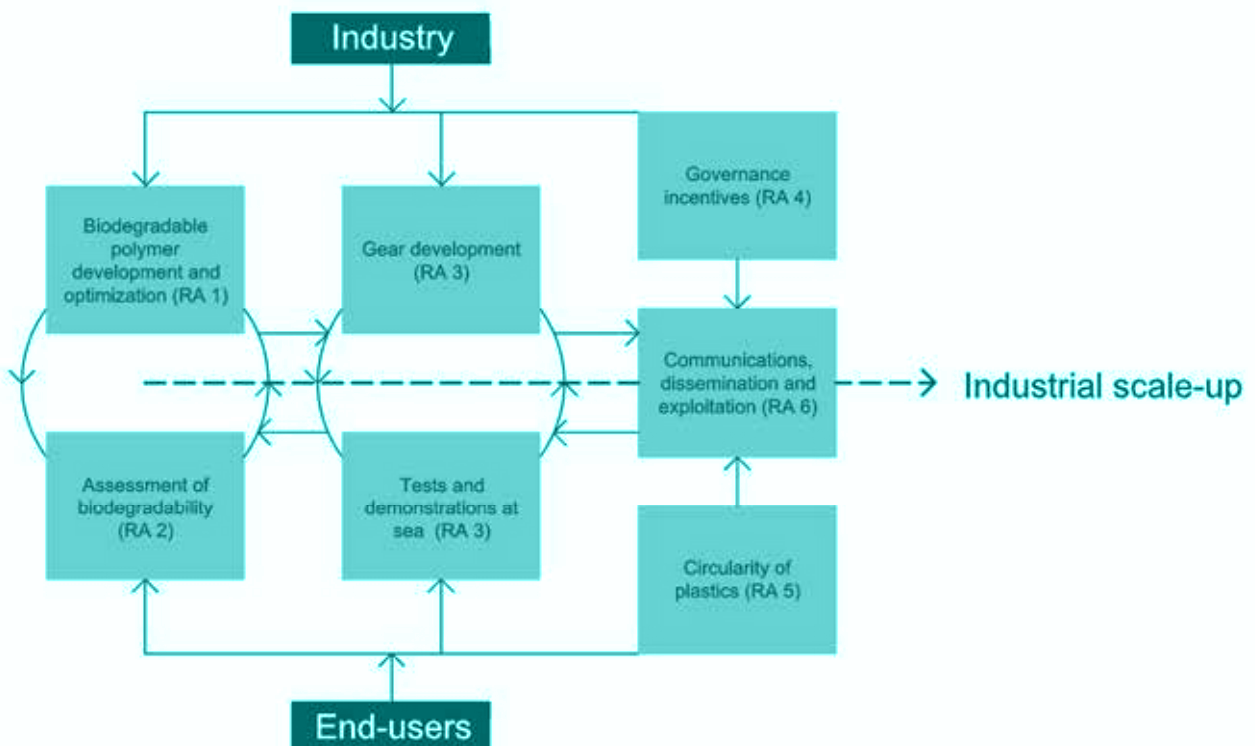 Industry
Governance
incentives (RA 4)
Biodegradable
polymer
development and
optimization (RA 1)
Gear development
(RA 3)
Communications,
dissemination and
exploitation (RA 6)
Industrial scale-up
Assessment of
biodegradability
(RA 2)
Tests and
demonstrations at
sea (RA 3)
Circularity of
plastics (RA 5)
End-users